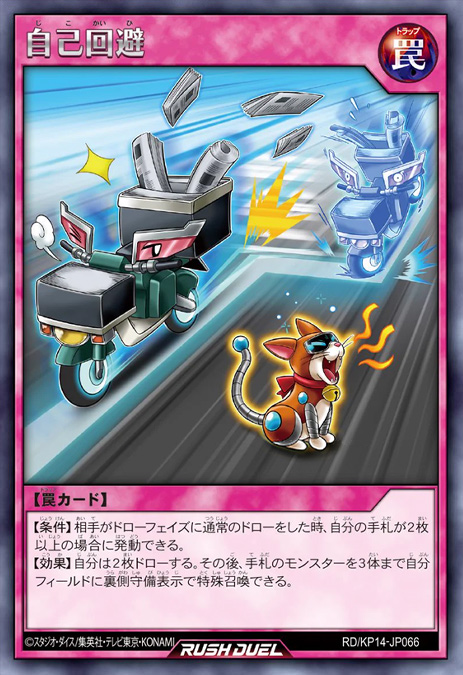 自己回避
じこかいひ
トラップ
罠
【罠カード】
【条件】相手がドローフェイズに通常のドローをした時、自分の手札が2枚
以上の場合に発動できる。
【効果】自分は2枚ドローする。その後、手札のモンスターを3体まで自分
フィールドに裏側守備表示で特殊召喚できる。
©スタジオ・ダイス/集英社・テレビ東京・KONAMI
RUSH DUEL
RD/KP14-JP066